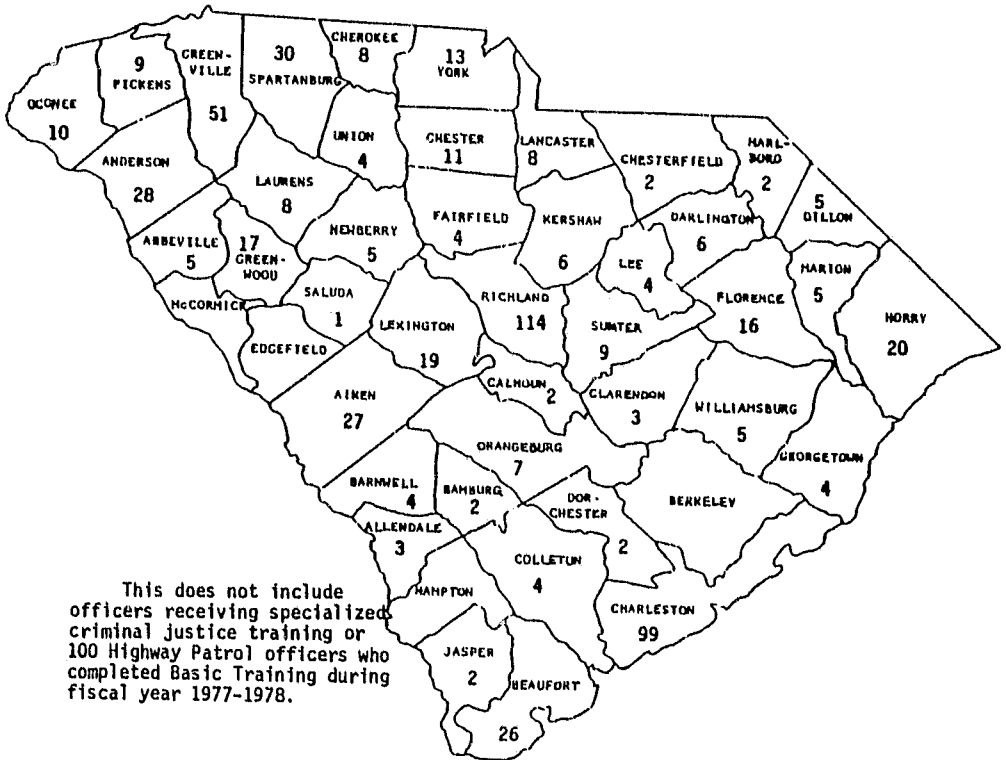 CHEROKEE
8
GREEN-
VILLE
51
30
SPARTANBURG
13
YORK
9
PICKENS
OCONEE
10
UNION
4
CHESTER
11
LANCASTER
8
CHESTERFIELD
2
MARL-
BORO
2
ANDERSON
28
LAURENS
8
5
DILLON
FAIRFIELD
4
KERSHAW
6
DARLINGTON
6
ABBEVILLE
5
17
GREEN-
WOOD
NEWBERRY
5
LEE
4
MARION
5
McCORMICK
SALUDA
1
RICHLAND
114
FLORENCE
16
HORRY
20
LEXINGTON
19
SUMTER
9
EDGEFIELD
CALHOUN
2
CLARENDON
3
AIKEN
27
WILLIAMSBURG
5
ORANGEBURG
7
GEORGETOWN
4
BARNWELL
4
BAMBURG
2
DOR-
CHESTER
2
BERKELEY
ALLENDALE
3
COLLETON
4
HAMPTON
CHARLESTON
99
This does not include
officers receiving specialized
criminal justice training or
100 Highway Patrol officers who
completed Basic Training during
fiscal year 1977-1978.
JASPER
2
BEAUFORT
26